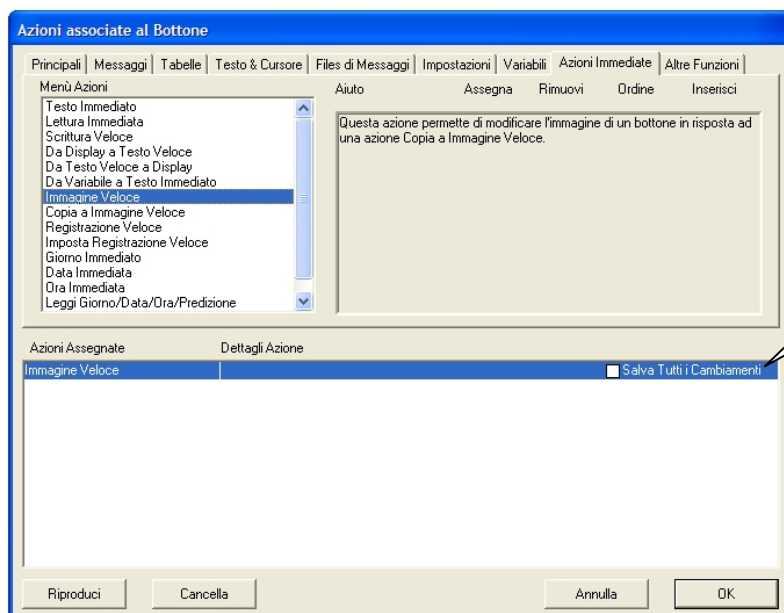 Azioni associate al Bottone
Principali Messaggi Tabelle Testo & Cursore Files di Messaggi Impostazioni Variabili Azioni Immediate Altre Funzioni
Menù Azioni
Testo Immediato
Lettura Immediata
Scrittura Veloce
Da Display a Testo Veloce
Da Testo Veloce a Display
Da Variabile a Testo Immediato
Immagine Veloce
Copia a Immagine Veloce
Registrazione Veloce
Imposta Registrazione Veloce
Giorno Immediato
Data Immediata
Ora Immediata
Leggi Giorno/Data/Ora/Predizione
Aiuto Assegna Rimuovi Ordine Inserisci
Questa azione permette di modificare l'immagine di un bottone in risposta ad
una azione Copia a Immagine Veloce.
Azioni Assegnate Dettagli Azione
Immagine Veloce Salva Tutti i Cambiamenti
Riproduci Cancella Annulla OK